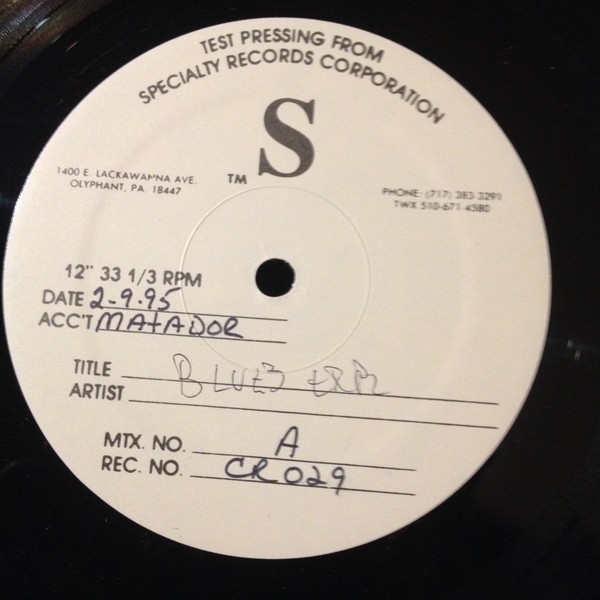 TEST PRESSING FROM
SPECIALTY RECORDS CORPORATION
S
TM
1400 E. LACKAWANNA AVE.
OLYPHANT, PA. 18447
PHONE: (717) 383-3291
TWX 510-671-4580
12" 33 1/3 RPM
DATE 2-9-95
ACC'T MATADOR
TITLE
ARTIST
MTX. NO. A
REC. NO. CR029